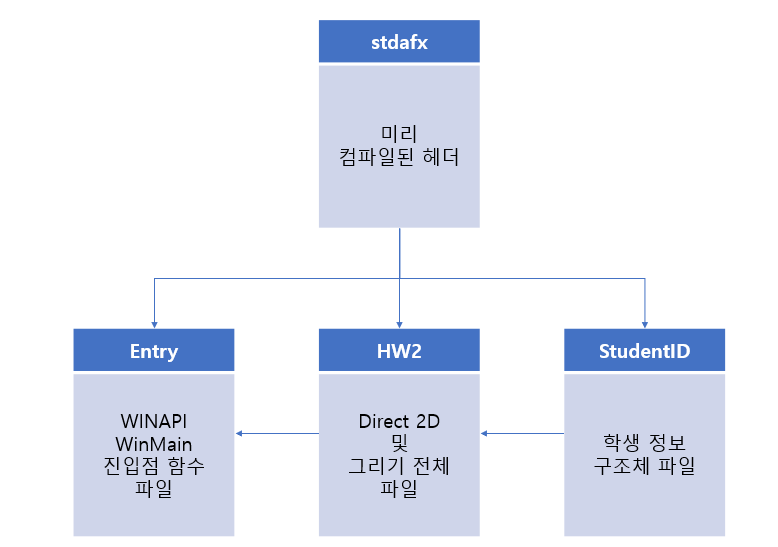 stdafx
미리
컴파일된 헤더
Entry
WINAPI
WinMain
진입점 함수
파일
HW2
Direct 2D
및
그리기 전체
파일
StudentID
학생 정보
구조체 파일